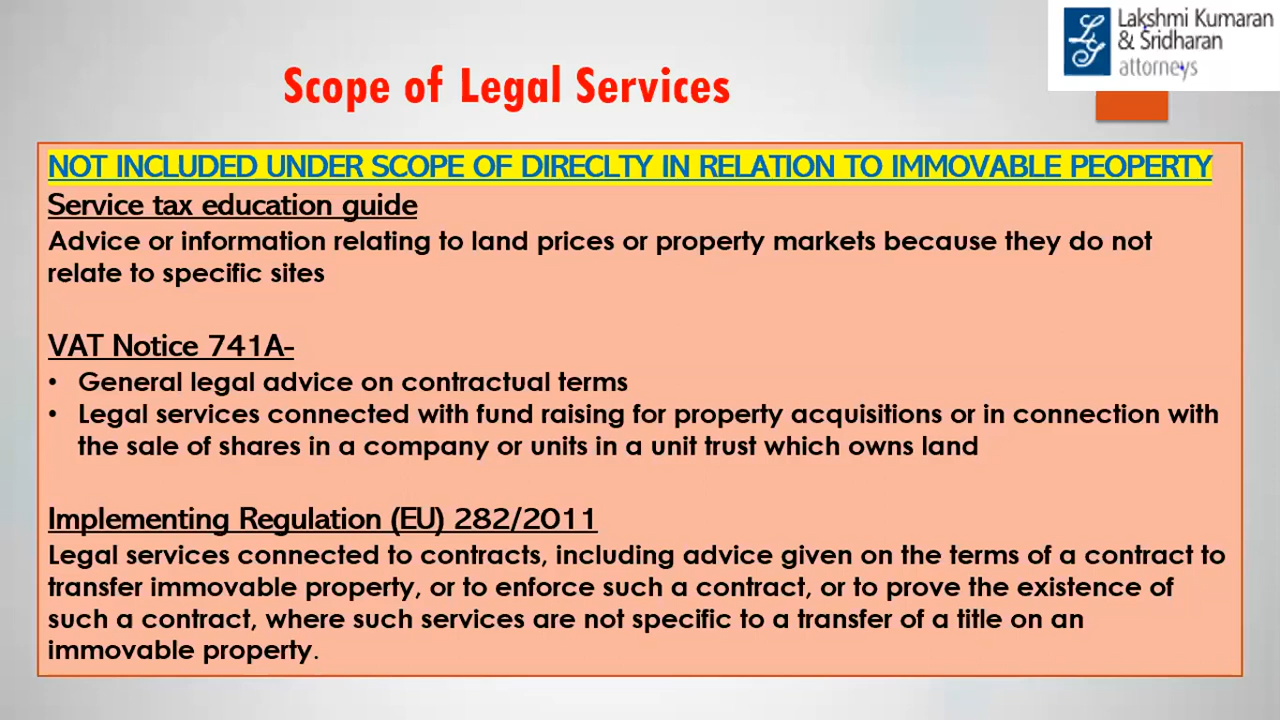 Lakshmi Kumaran
& Sridharan
attorneys
Scope of Legal Services
NOT INCLUDED UNDER SCOPE OF DIRECLTY IN RELATION TO IMMOVABLE PEOPERTY
Service tax education guide
Advice or information relating to land prices or property markets because they do not
relate to specific sites
VAT Notice 741A-
• General legal advice on contractual terms
• Legal services connected with fund raising for property acquisitions or in connection with
the sale of shares in a company or units in a unit trust which owns land
Implementing Regulation (EU) 282/2011
Legal services connected to contracts, including advice given on the terms of a contract to
transfer immovable property, or to enforce such a contract, or to prove the existence of
such a contract, where such services are not specific to a transfer of a title on an
immovable property.